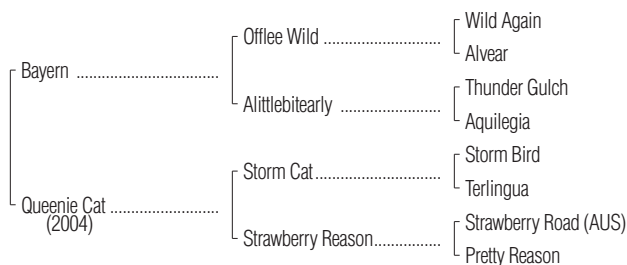 Wild Again
Offlee Wild
Alvear
Bayern
Thunder Gulch
Alittlebitearly
Aquilegia
Storm Bird
Storm Cat
Terlingua
Queenie Cat
(2004)
Strawberry Road (AUS)
Strawberry Reason
Pretty Reason